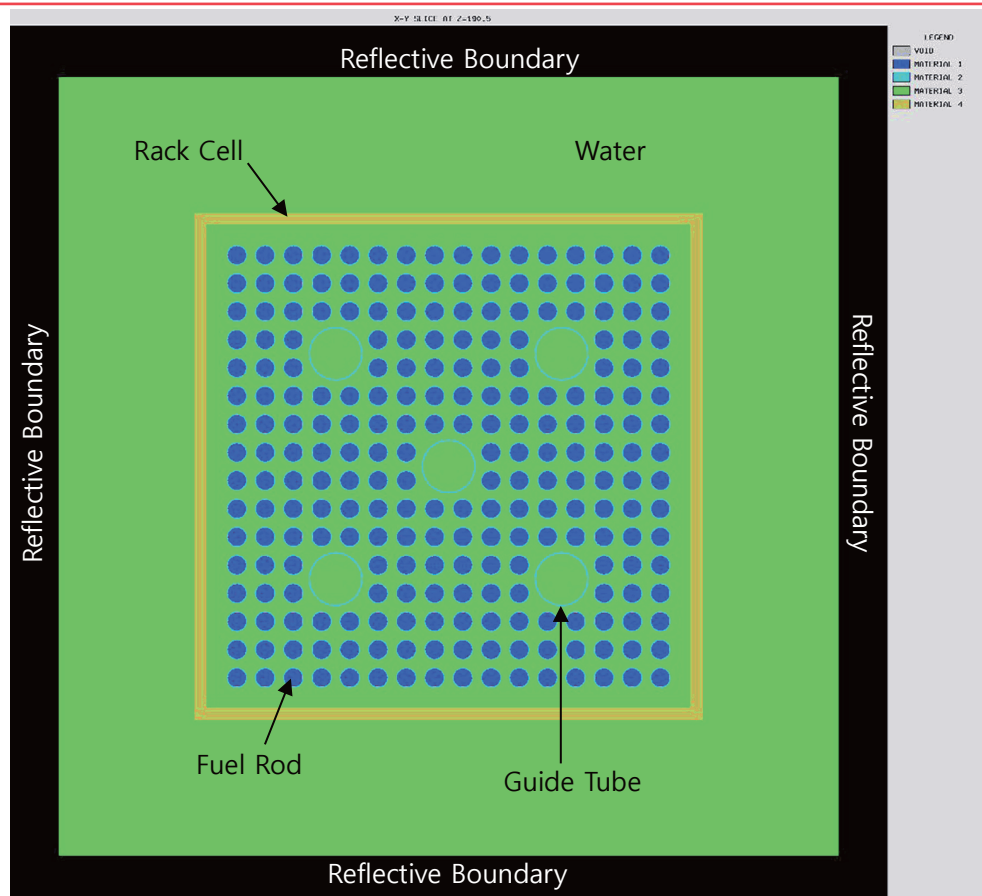 X-Y SLICE AT Z=190.5
LEGEND
VOID
MATERIAL 1
MATERIAL 2
MATERIAL 3
MATERIAL 4
Reflective Boundary
Rack Cell
Water
Reflective Boundary
Reflective Boundary
Fuel Rod
Guide Tube
Reflective Boundary